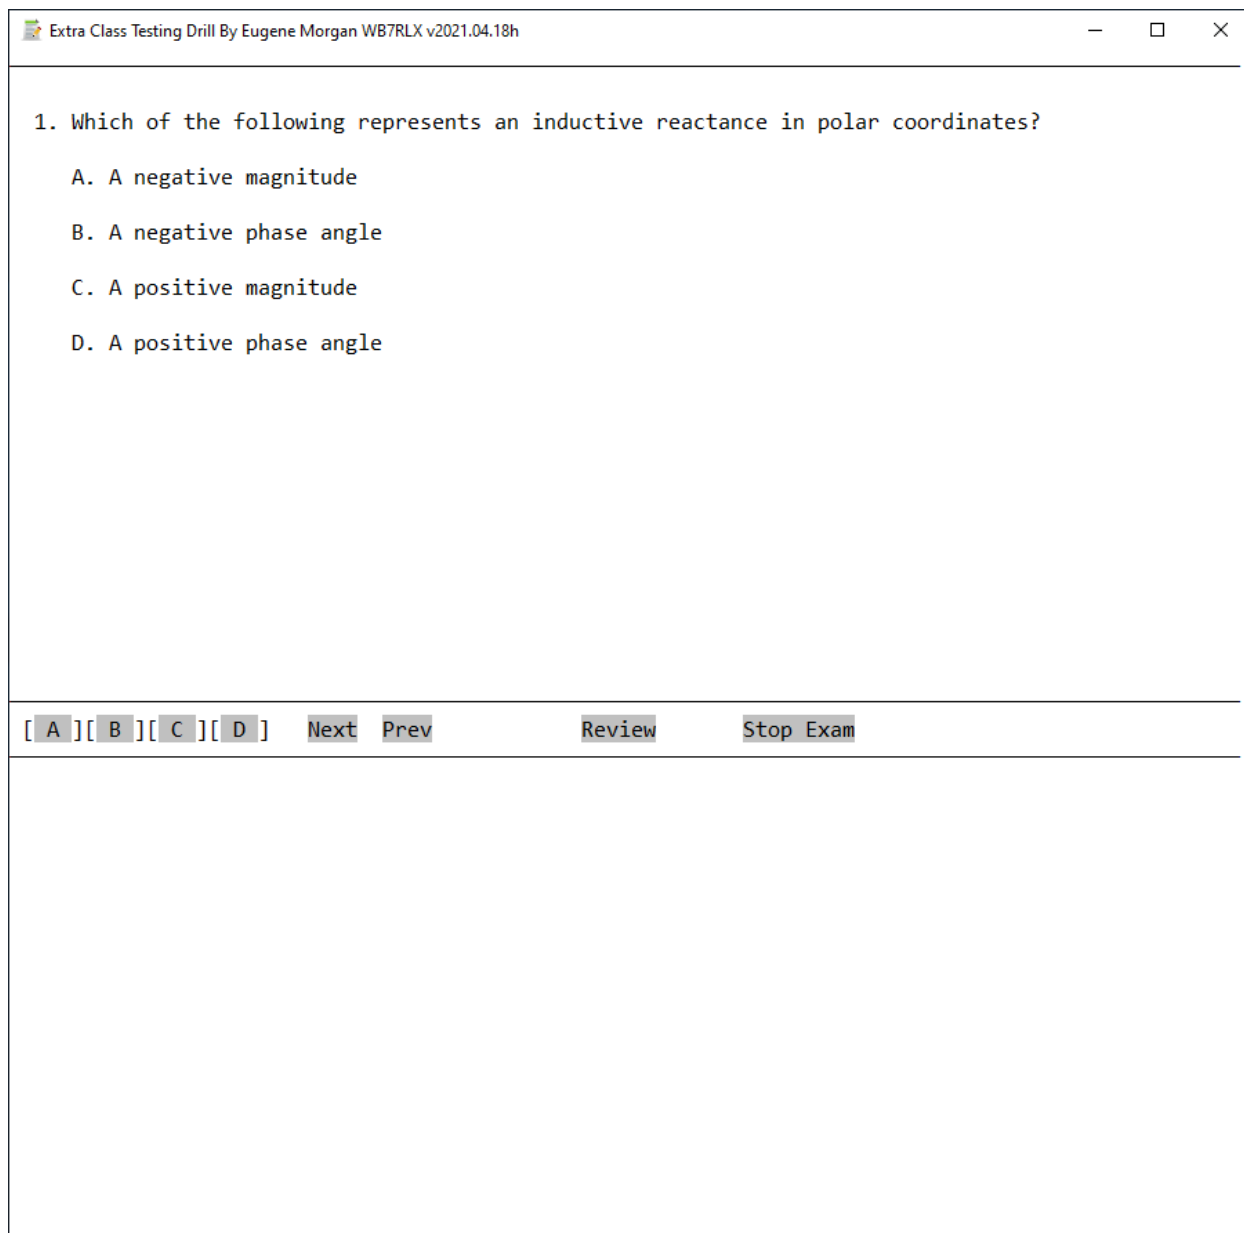 Extra Class Testing Drill By Eugene Morgan WB7RLX v2021.04.18h
1. Which of the following represents an inductive reactance in polar coordinates?
A. A negative magnitude
B. A negative phase angle
C. A positive magnitude
D. A positive phase angle
[ A ][ B ][ C ][ D ] Next Prev Review Stop Exam